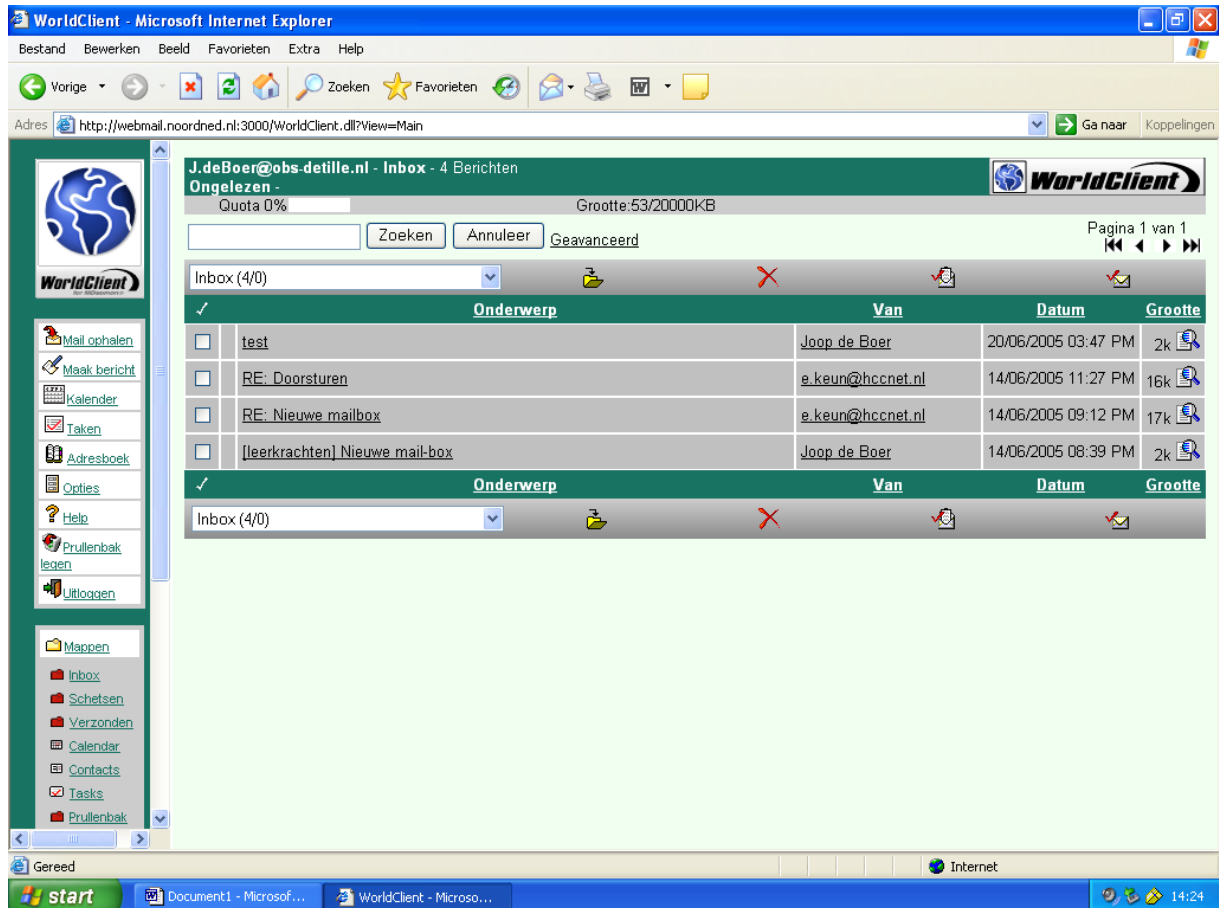 WorldClient - Microsoft Internet Explorer
Bestand Bewerken Beeld Favorieten Extra Help
Vorige Zoeken Favorieten
Adres http://webmail.noordned.nl:3000/WorldClient.dll?View=Main Ga naar Koppelingen
WorldClient
for MDaemon
Mail ophalen
Maak bericht
Kalender
Taken
Adresboek
Opties
Help
Prullenbak
legen
Uitloggen
Mappen
Inbox
Schetsen
Verzonden
Calendar
Contacts
Tasks
Prullenbak
J.deBoer@obs-detille.nl - Inbox - 4 Berichten
Ongelezen -
WorldClient
Quota 0% Grootte:53/20000KB
Zoeken Annuleer Geavanceerd
Pagina 1 van 1
Inbox (4/0)
Onderwerp Van Datum Grootte
test Joop de Boer 20/06/2005 03:47 PM 2k
RE: Doorsturen e.keun@hccnet.nl 14/06/2005 11:27 PM 16k
RE: Nieuwe mailbox e.keun@hccnet.nl 14/06/2005 09:12 PM 17k
[leerkrachten] Nieuwe mail-box Joop de Boer 14/06/2005 08:39 PM 2k
Onderwerp Van Datum Grootte
Inbox (4/0)
Gereed Internet
start Document1 - Microsof... WorldClient - Microso... 14:24